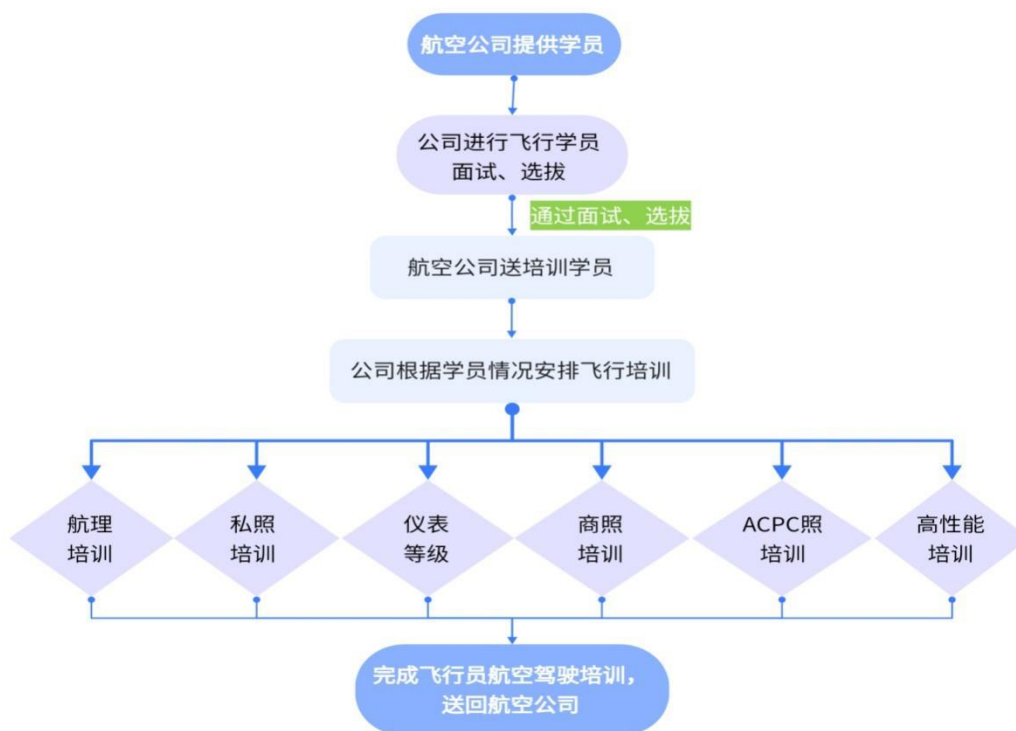 航空公司提供学员
公司进行飞行学员
面试、选拔
通过面试、选拔
航空公司送培训学员
公司根据学员情况安排飞行培训
航理
培训
私照
培训
仪表
等级
商照
培训
ACPC照
培训
高性能
培训
完成飞行员航空驾驶培训，
送回航空公司